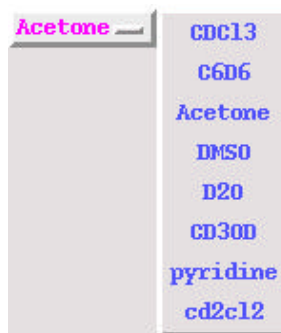 Acetone
CDCl3
C6D6
Acetone
DMSO
D2O
CD3OD
pyridine
cd2cl2